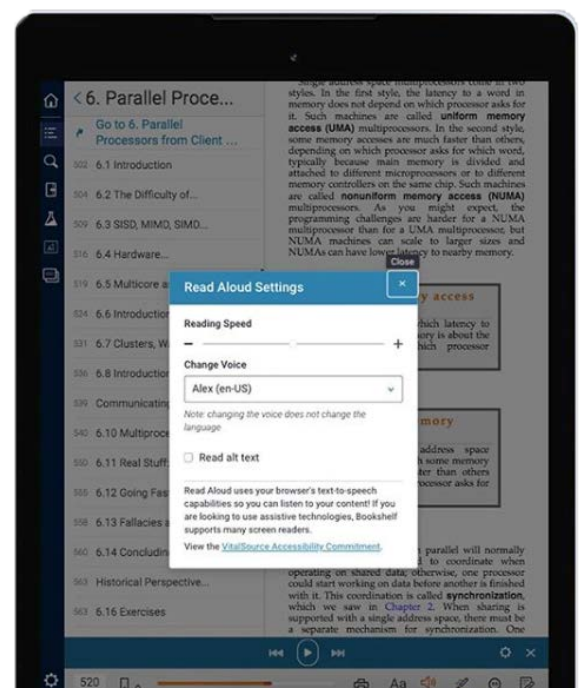 < 6. Parallel Proce...
Go to 6. Parallel
Processors from Client ...
502 6.1 Introduction
504 6.2 The Difficulty of...
509 6.3 SISD, MIMD, SIMD...
516 6.4 Hardware...
519 6.5 Multicore a
524 6.6 Introduction
531 6.7 Clusters, W
536 6.8 Introduction
539 Communicating
540 6.10 Multiproce
550 6.11 Real Stuff:
555 6.12 Going Fas
558 6.13 Fallacies a
560 6.14 Concludin
563 Historical Perspective...
563 6.16 Exercises
Single address space multiprocessors come in two
styles. In the first style, the latency to a word in
memory does not depend on which processor asks for
it. Such machines are called uniform memory
access (UMA) multiprocessors. In the second style,
some memory accesses are much faster than others,
depending on which processor asks for which word,
typically because main memory is divided and
attached to different microprocessors or to different
memory controllers on the same chip. Such machines
are called nonuniform memory access (NUMA)
multiprocessors. As you might expect, the
programming challenges are harder for a NUMA
multiprocessor than for a UMA multiprocessor, but
NUMA machines can scale to larger sizes and
NUMAs can have lower latency to nearby memory.
Close
Read Aloud Settings ×
Reading Speed
− +
Change Voice
Alex (en-US)
Note: changing the voice does not change the
language
Read alt text
Read Aloud uses your browser's text-to-speech
capabilities so you can listen to your content! If you
are looking to use assistive technologies, Bookshelf
supports many screen readers.
View the VitalSource Accessibility Commitment.
y access
which latency to
ory is about the
hich processor
mory
address space
h some memory
ter than others
rocessor asks for
parallel will normally
to coordinate when
operating on shared data; otherwise, one processor
could start working on data before another is finished
with it. This coordination is called synchronization,
which we saw in Chapter 2. When sharing is
supported with a single address space, there must be
a separate mechanism for synchronization. One
520
Aa